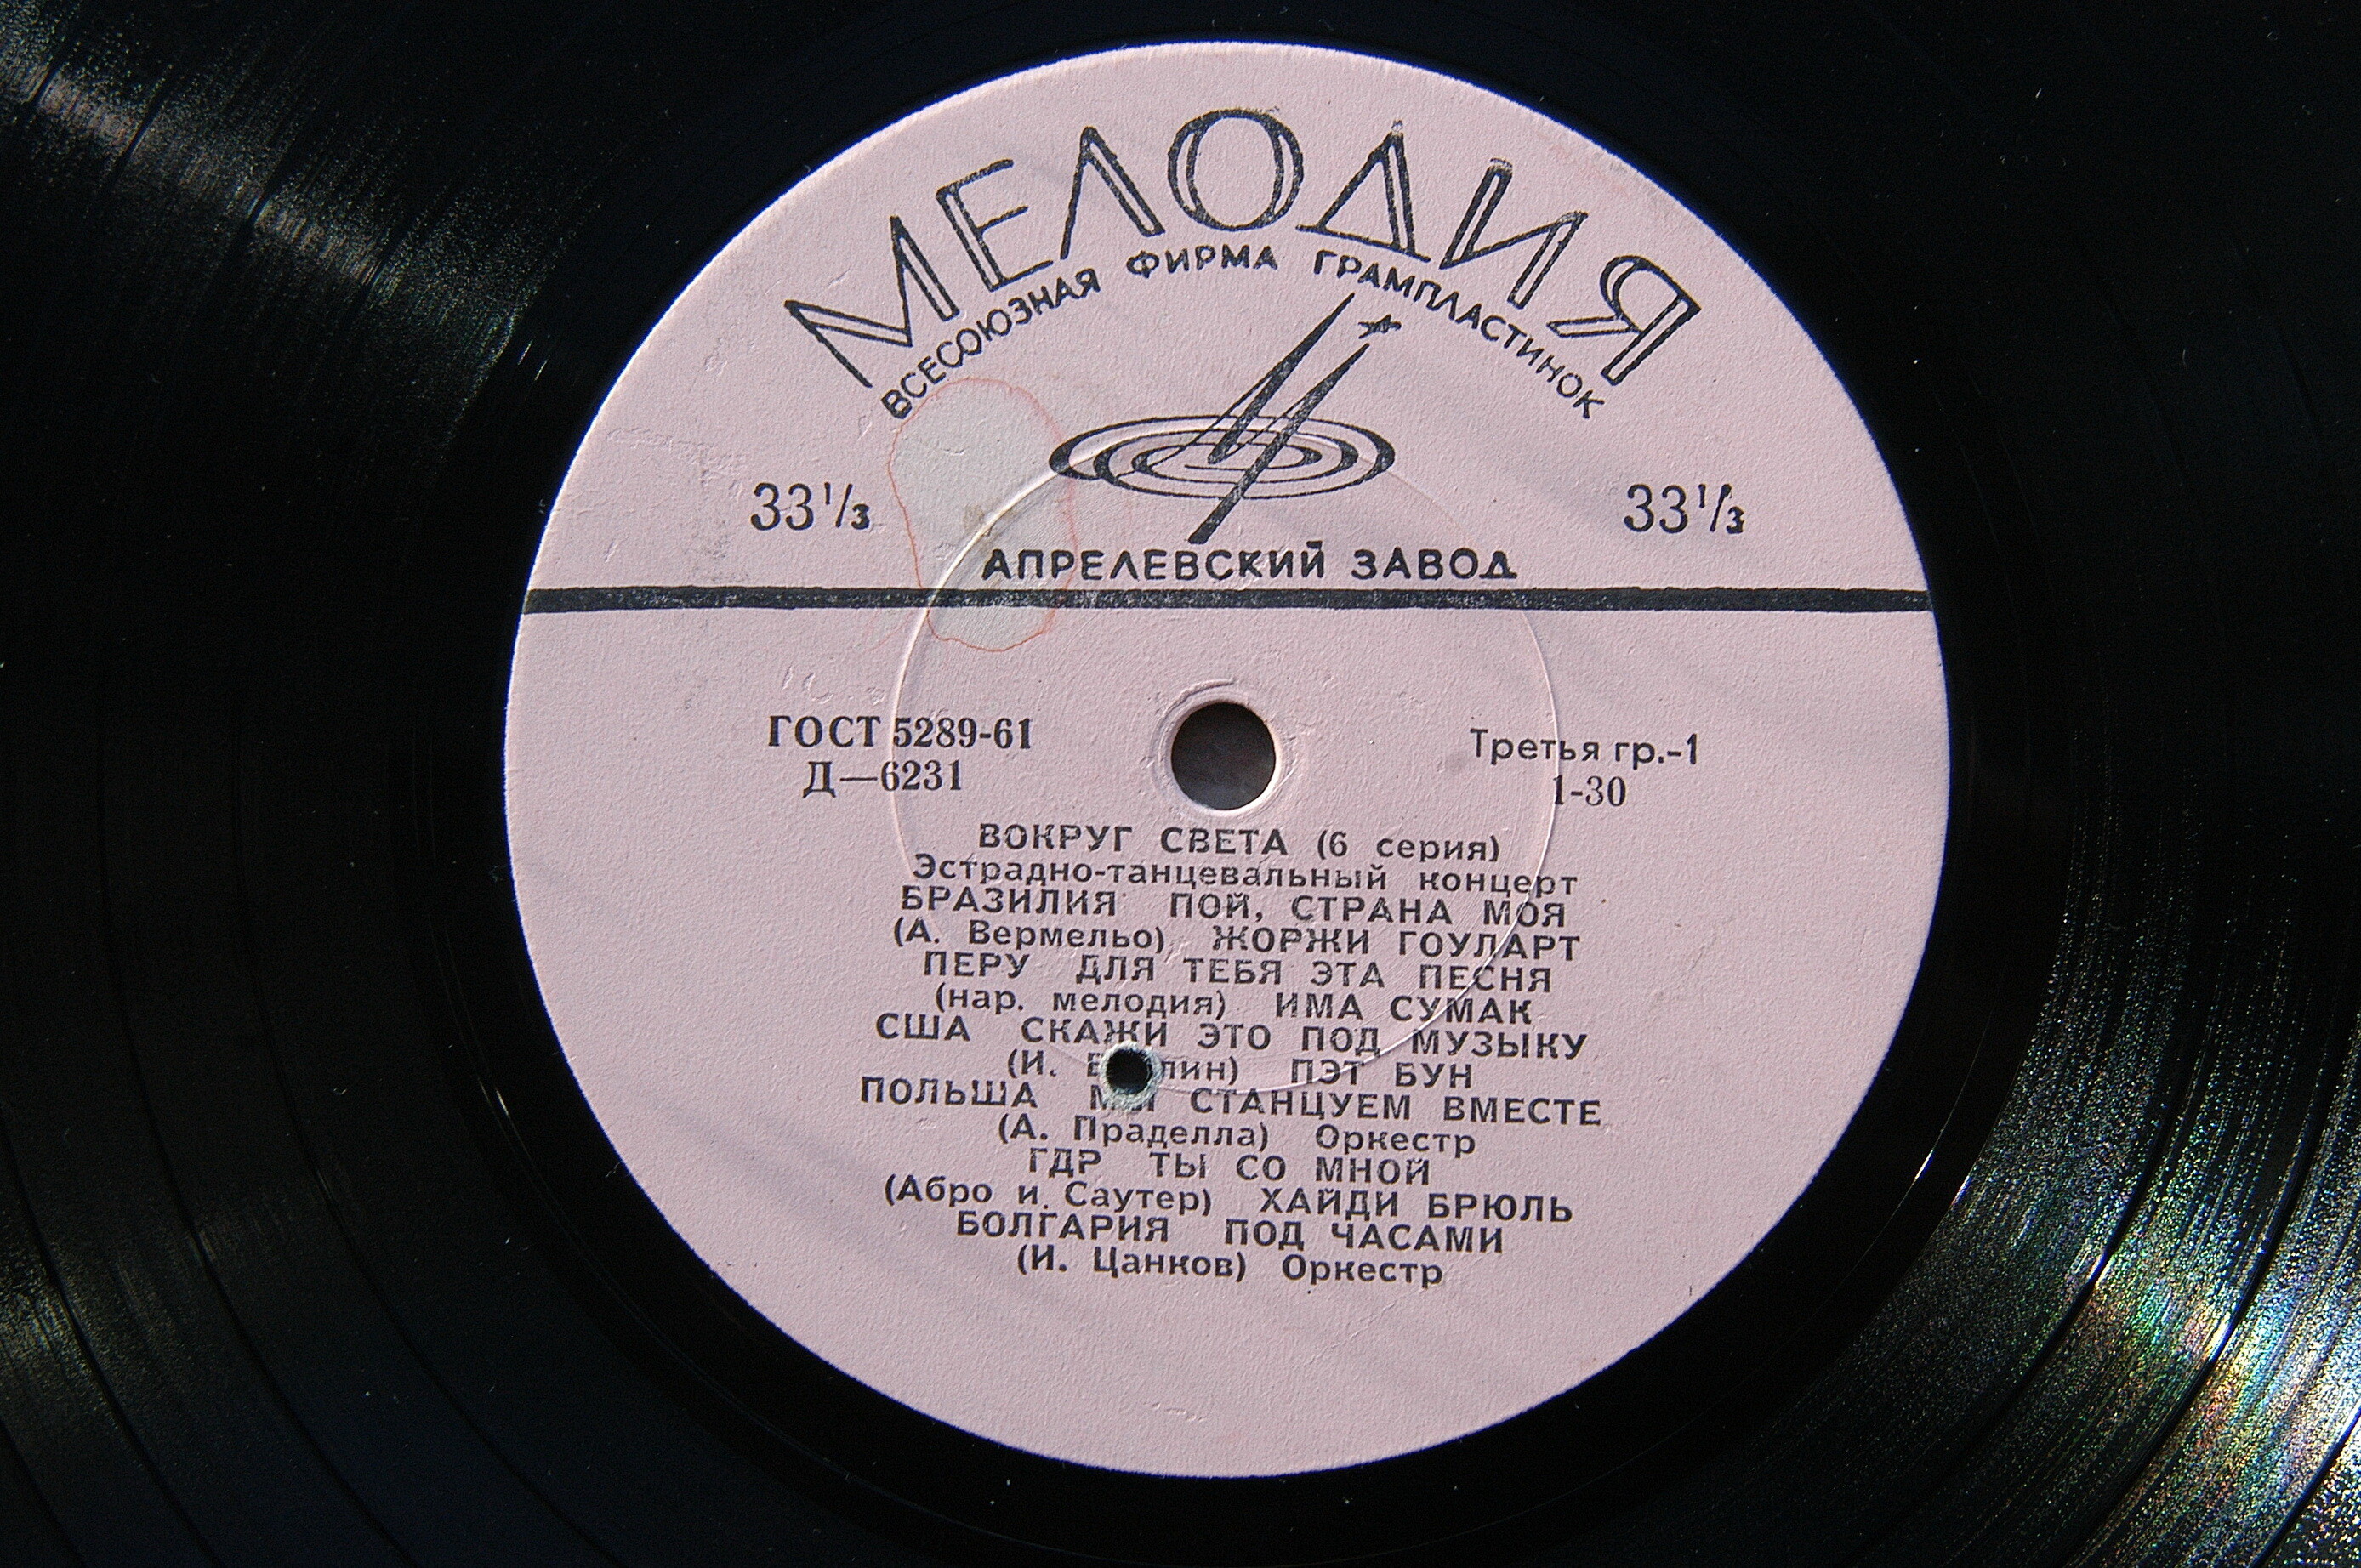 МЕЛОДИЯ
ВСЕСОЮЗНАЯ ФИРМА ГРАМПЛАСТИНОК
33⅓ 33⅓
АПРЕЛЕВСКИЙ ЗАВОД
ГОСТ 5289-61 Третья гр.-1
Д—6231 1-30
ВОКРУГ СВЕТА (6 серия)
Эстрадно-танцевальный концерт
БРАЗИЛИЯ ПОЙ, СТРАНА МОЯ
(А. Вермельо) ЖОРЖИ ГОУЛАРТ
ПЕРУ ДЛЯ ТЕБЯ ЭТА ПЕСНЯ
(нар. мелодия) ИМА СУМАК
США СКАЖИ ЭТО ПОД МУЗЫКУ
(И. ПЭТ БУН
ПОЛЬША МЫ СТАНЦУЕМ ВМЕСТЕ
(А. Праделла) Оркестр
ГДР ТЫ СО МНОЙ
(Абро и Саутер) ХАЙДИ БРЮЛЬ
БОЛГАРИЯ ПОД ЧАСАМИ
(И. Цанков) Оркестр